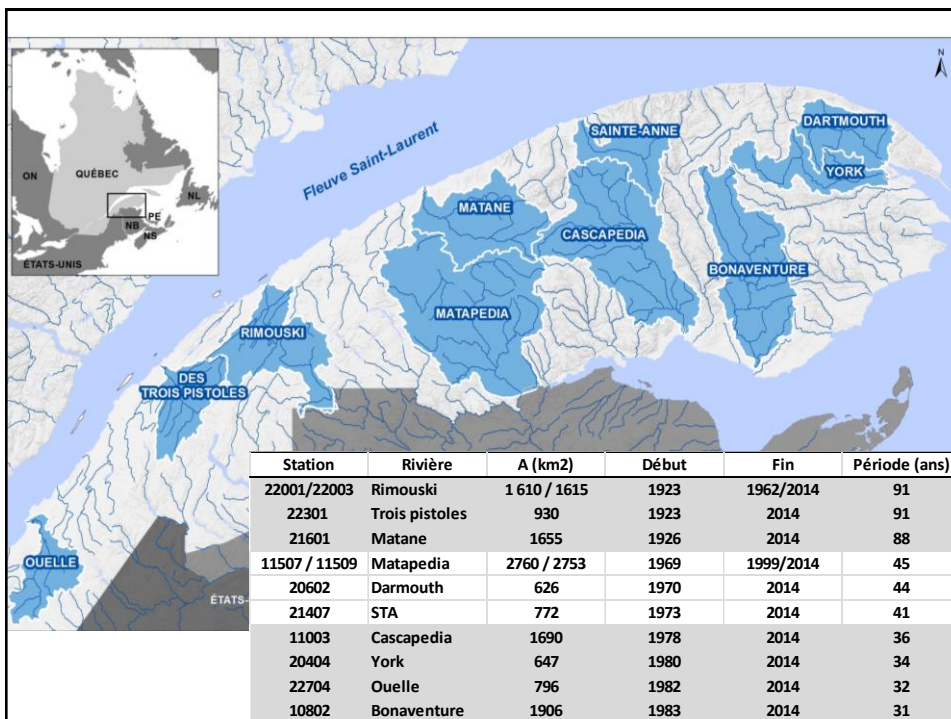 N
ON
QUÉBEC
NL
PE
NB
NS
ÉTATS-UNIS
Fleuve Saint-Laurent
SAINTE-ANNE
DARTMOUTH
YORK
MATANE
CASCAPEDIA
BONAVENTURE
MATAPEDIA
RIMOUSKI
DES
TROIS PISTOLES
OUELLE
ÉTATS-
Station Rivière A (km2) Début Fin Période (ans)
22001/22003 Rimouski 1 610 / 1615 1923 1962/2014 91
22301 Trois pistoles 930 1923 2014 91
21601 Matane 1655 1926 2014 88
11507 / 11509 Matapedia 2760 / 2753 1969 1999/2014 45
20602 Darmouth 626 1970 2014 44
21407 STA 772 1973 2014 41
11003 Cascapedia 1690 1978 2014 36
20404 York 647 1980 2014 34
22704 Ouelle 796 1982 2014 32
10802 Bonaventure 1906 1983 2014 31